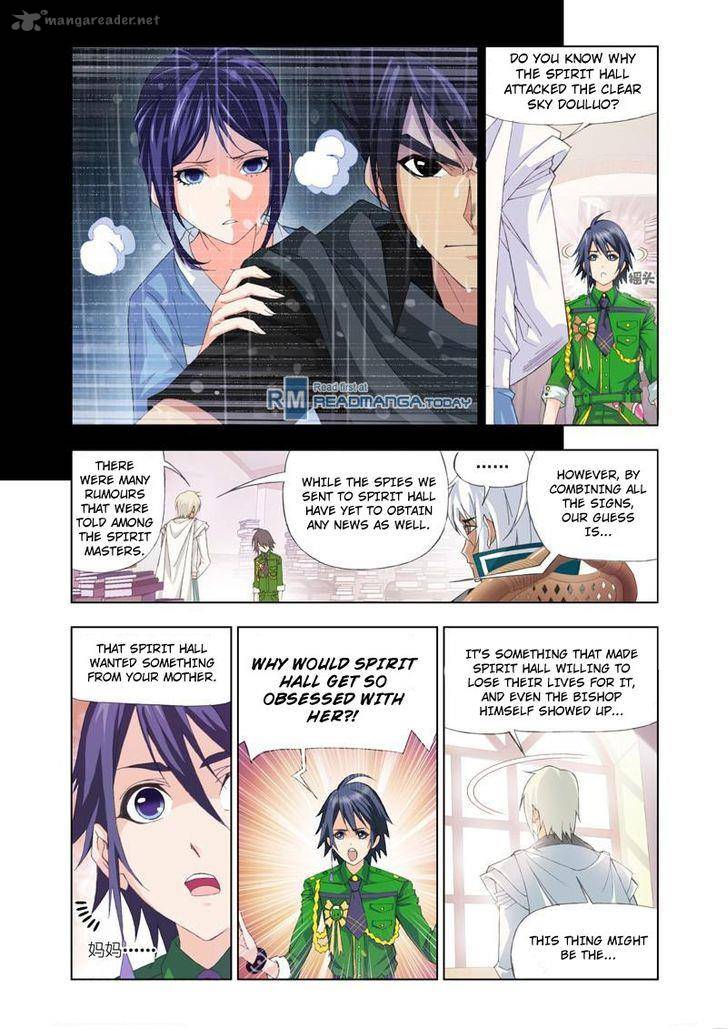 mangareader.net
DO YOU KNOW WHY
THE SPIRIT HALL
ATTACKED THE CLEAR
SKY DOULUO?
摇头
RM
Read first at
READMANGA.TODAY
THERE
WERE MANY
RUMOURS
THAT WERE
TOLD AMONG
THE SPIRIT
MASTERS.
WHILE THE SPIES WE
SENT TO SPIRIT HALL
HAVE YET TO OBTAIN
ANY NEWS AS WELL.
......
HOWEVER, BY
COMBINING ALL
THE SIGNS,
OUR GUESS
IS...
THAT SPIRIT HALL
WANTED SOMETHING
FROM YOUR MOTHER.
妈妈……
WHY WOULD SPIRIT
HALL GET SO
OBSESSED WITH
HER?!
IT'S SOMETHING THAT MADE
SPIRIT HALL WILLING TO
LOSE THEIR LIVES FOR IT,
AND EVEN THE BISHOP
HIMSELF SHOWED UP...
THIS THING MIGHT
BE THE...